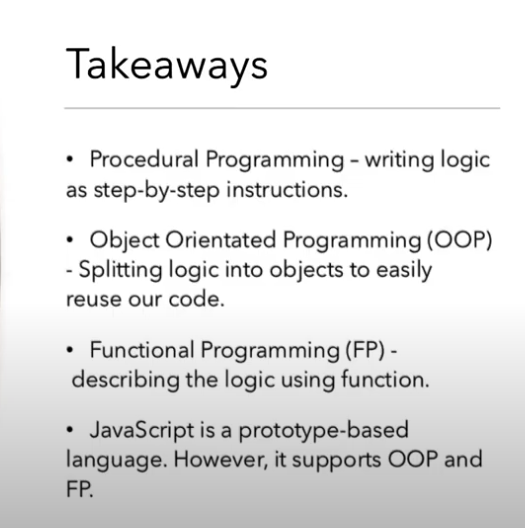 Takeaways
• Procedural Programming – writing logic
as step-by-step instructions.
• Object Orientated Programming (OOP)
- Splitting logic into objects to easily
reuse our code.
• Functional Programming (FP) -
describing the logic using function.
• JavaScript is a prototype-based
language. However, it supports OOP and
FP.